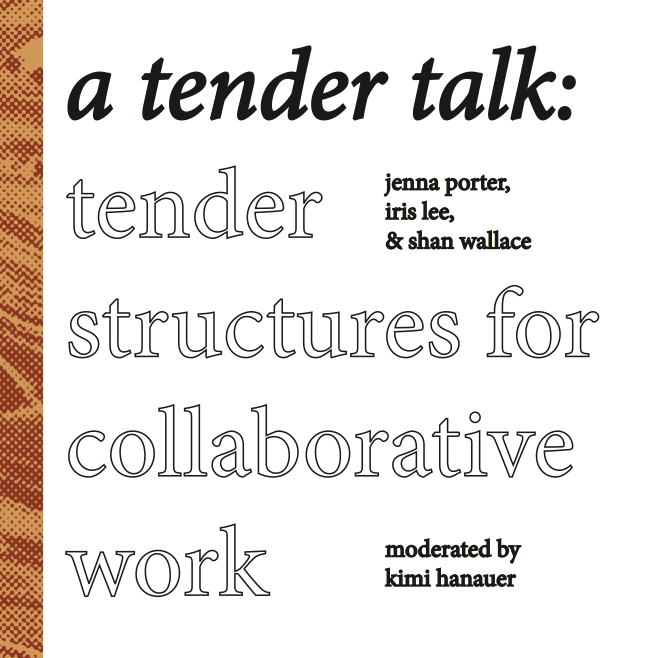 a tender talk:
tender
jenna porter,
iris lee,
& shan wallace
structures for
collaborative
work
moderated by
kimi hanauer